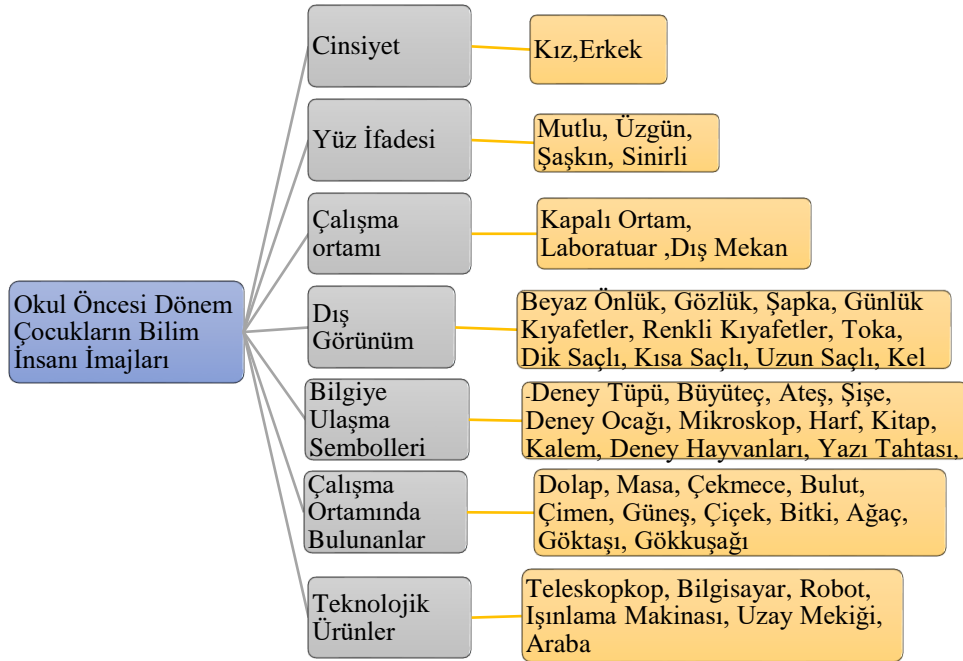 Okul Öncesi Dönem
Çocukların Bilim
İnsanı İmajları
Cinsiyet
Kız,Erkek
Yüz İfadesi
Mutlu, Üzgün,
Şaşkın, Sinirli
Çalışma
ortamı
Kapalı Ortam,
Laboratuar ,Dış Mekan
Dış
Görünüm
Beyaz Önlük, Gözlük, Şapka, Günlük
Kıyafetler, Renkli Kıyafetler, Toka,
Dik Saçlı, Kısa Saçlı, Uzun Saçlı, Kel
Bilgiye
Ulaşma
Sembolleri
-Deney Tüpü, Büyüteç, Ateş, Şişe,
Deney Ocağı, Mikroskop, Harf, Kitap,
Kalem, Deney Hayvanları, Yazı Tahtası,
Çalışma
Ortamında
Bulunanlar
Dolap, Masa, Çekmece, Bulut,
Çimen, Güneş, Çiçek, Bitki, Ağaç,
Göktaşı, Gökkuşağı
Teknolojik
Ürünler
Teleskopkop, Bilgisayar, Robot,
Işınlama Makinası, Uzay Mekiği,
Araba